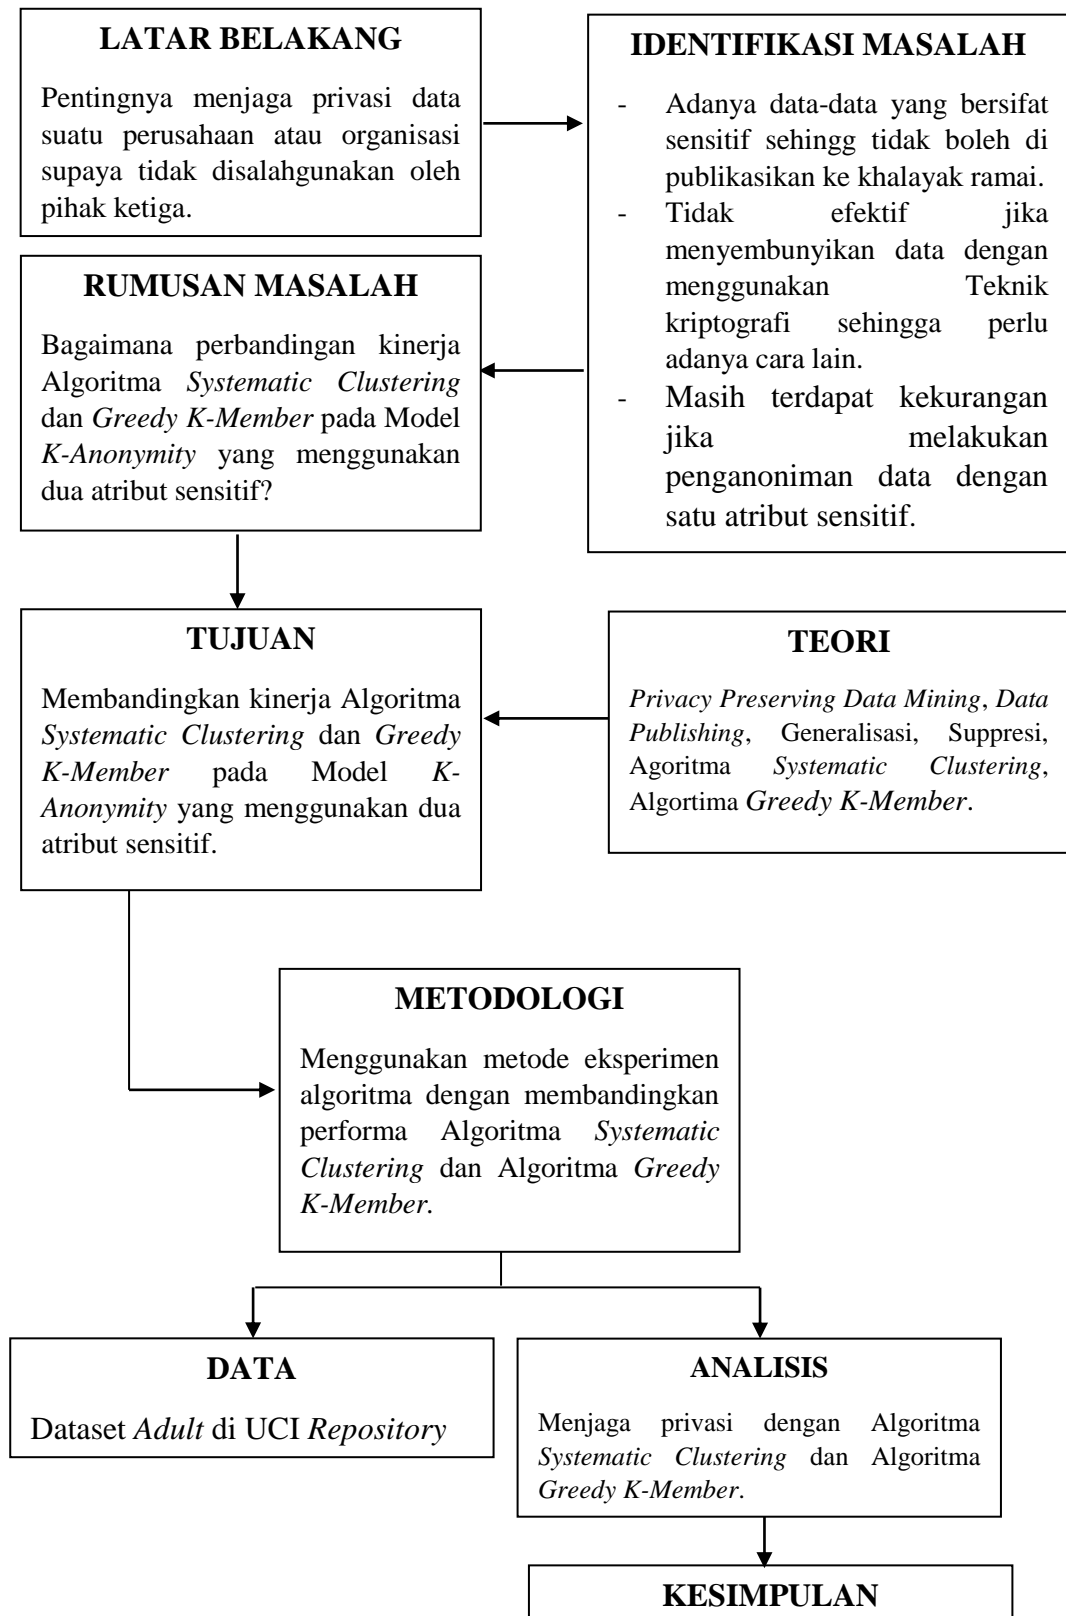 LATAR BELAKANG
Pentingnya menjaga privasi data
suatu perusahaan atau organisasi
supaya tidak disalahgunakan oleh
pihak ketiga.
IDENTIFIKASI MASALAH
- Adanya data-data yang bersifat
sensitif sehingg tidak boleh di
publikasikan ke khalayak ramai.
- Tidak efektif jika
menyembunyikan data dengan
menggunakan Teknik
kriptografi sehingga perlu
adanya cara lain.
- Masih terdapat kekurangan
jika melakukan
penganoniman data dengan
satu atribut sensitif.
RUMUSAN MASALAH
Bagaimana perbandingan kinerja
Algoritma Systematic Clustering
dan Greedy K-Member pada Model
K-Anonymity yang menggunakan
dua atribut sensitif?
TUJUAN
Membandingkan kinerja Algoritma
Systematic Clustering dan Greedy
K-Member pada Model K-
Anonymity yang menggunakan dua
atribut sensitif.
TEORI
Privacy Preserving Data Mining, Data
Publishing, Generalisasi, Suppresi,
Agoritma Systematic Clustering,
Algortima Greedy K-Member.
METODOLOGI
Menggunakan metode eksperimen
algoritma dengan membandingkan
performa Algoritma Systematic
Clustering dan Algoritma Greedy
K-Member.
DATA
Dataset Adult di UCI Repository
ANALISIS
Menjaga privasi dengan Algoritma
Systematic Clustering dan Algoritma
Greedy K-Member.
KESIMPULAN